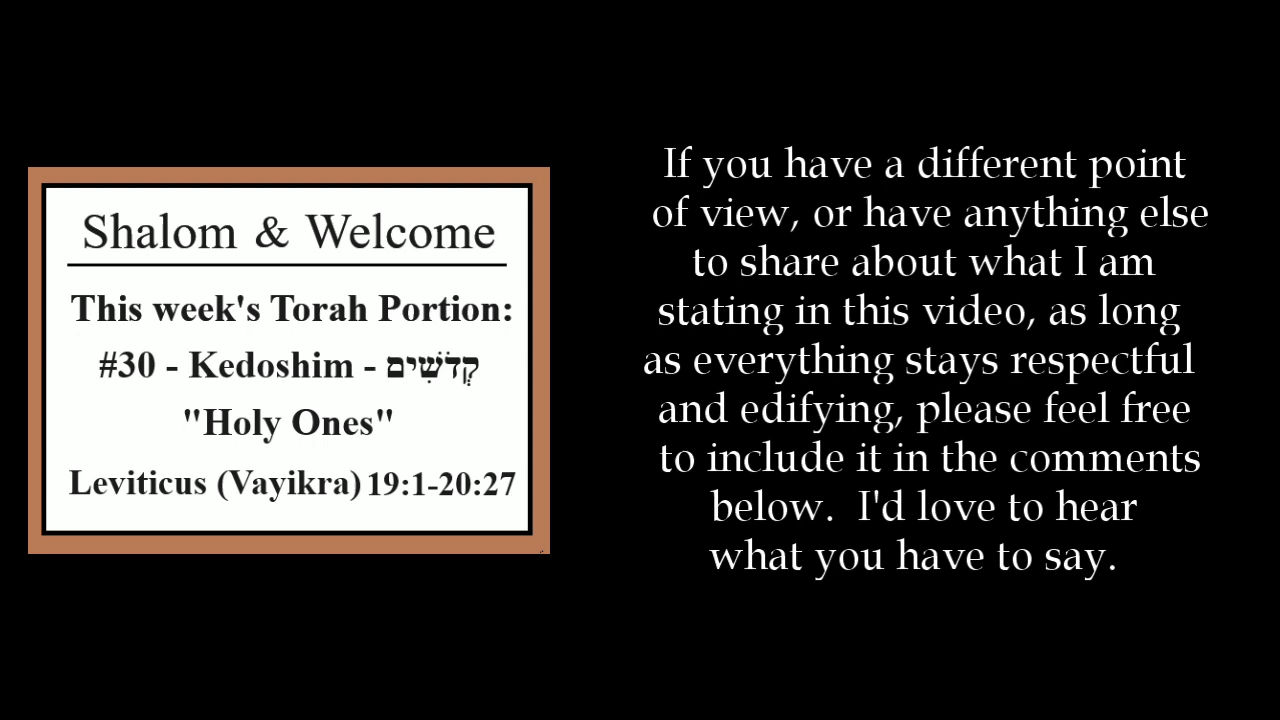 Shalom & Welcome
This week's Torah Portion:
#30 - Kedoshim - קְדֹשִׁים
"Holy Ones"
Leviticus (Vayikra) 19:1-20:27
If you have a different point
of view, or have anything else
to share about what I am
stating in this video, as long
as everything stays respectful
and edifying, please feel free
to include it in the comments
below.  I'd love to hear
what you have to say.